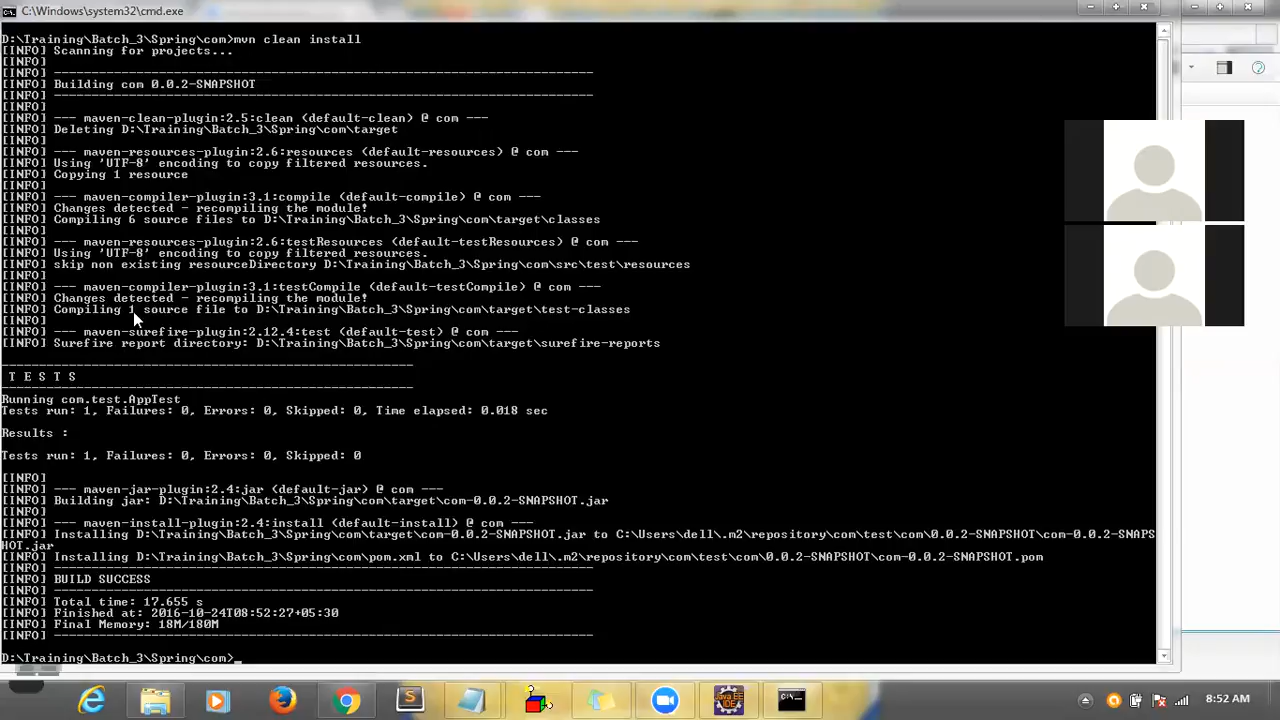 C:\Windows\system32\cmd.exe
D:\Training\Batch_3\Spring\com>mvn clean install
[INFO] Scanning for projects...
[INFO]
[INFO] ------------------------------------------------------------------------
[INFO] Building com 0.0.2-SNAPSHOT
[INFO] ------------------------------------------------------------------------
[INFO]
[INFO] --- maven-clean-plugin:2.5:clean (default-clean) @ com ---
[INFO] Deleting D:\Training\Batch_3\Spring\com\target
[INFO]
[INFO] --- maven-resources-plugin:2.6:resources (default-resources) @ com ---
[INFO] Using 'UTF-8' encoding to copy filtered resources.
[INFO] Copying 1 resource
[INFO]
[INFO] --- maven-compiler-plugin:3.1:compile (default-compile) @ com ---
[INFO] Changes detected - recompiling the module!
[INFO] Compiling 6 source files to D:\Training\Batch_3\Spring\com\target\classes
[INFO]
[INFO] --- maven-resources-plugin:2.6:testResources (default-testResources) @ com ---
[INFO] Using 'UTF-8' encoding to copy filtered resources.
[INFO] skip non existing resourceDirectory D:\Training\Batch_3\Spring\com\src\test\resources
[INFO]
[INFO] --- maven-compiler-plugin:3.1:testCompile (default-testCompile) @ com ---
[INFO] Changes detected - recompiling the module!
[INFO] Compiling 1 source file to D:\Training\Batch_3\Spring\com\target\test-classes
[INFO]
[INFO] --- maven-surefire-plugin:2.12.4:test (default-test) @ com ---
[INFO] Surefire report directory: D:\Training\Batch_3\Spring\com\target\surefire-reports
-------------------------------------------------------
T E S T S
-------------------------------------------------------
Running com.test.AppTest
Tests run: 1, Failures: 0, Errors: 0, Skipped: 0, Time elapsed: 0.018 sec
Results :
Tests run: 1, Failures: 0, Errors: 0, Skipped: 0
[INFO]
[INFO] --- maven-jar-plugin:2.4:jar (default-jar) @ com ---
[INFO] Building jar: D:\Training\Batch_3\Spring\com\target\com-0.0.2-SNAPSHOT.jar
[INFO]
[INFO] --- maven-install-plugin:2.4:install (default-install) @ com ---
[INFO] Installing D:\Training\Batch_3\Spring\com\target\com-0.0.2-SNAPSHOT.jar to C:\Users\dell\.m2\repository\com\test\com\0.0.2-SNAPSHOT\com-0.0.2-SNAPS
HOT.jar
[INFO] Installing D:\Training\Batch_3\Spring\com\pom.xml to C:\Users\dell\.m2\repository\com\test\com\0.0.2-SNAPSHOT\com-0.0.2-SNAPSHOT.pom
[INFO] ------------------------------------------------------------------------
[INFO] BUILD SUCCESS
[INFO] ------------------------------------------------------------------------
[INFO] Total time: 17.655 s
[INFO] Finished at: 2016-10-24T08:52:27+05:30
[INFO] Final Memory: 18M/180M
[INFO] ------------------------------------------------------------------------
D:\Training\Batch_3\Spring\com>_
8:52 AM